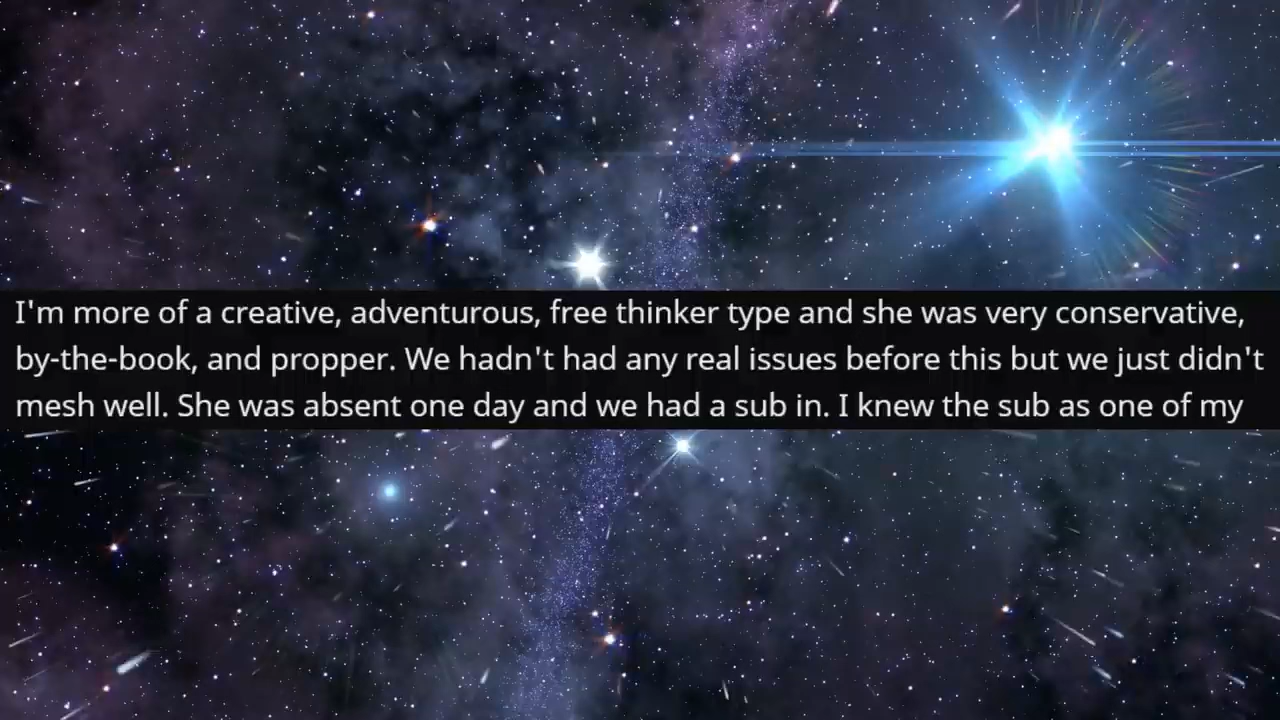 I'm more of a creative, adventurous, free thinker type and she was very conservative,
by-the-book, and propper. We hadn't had any real issues before this but we just didn't
mesh well. She was absent one day and we had a sub in. I knew the sub as one of my